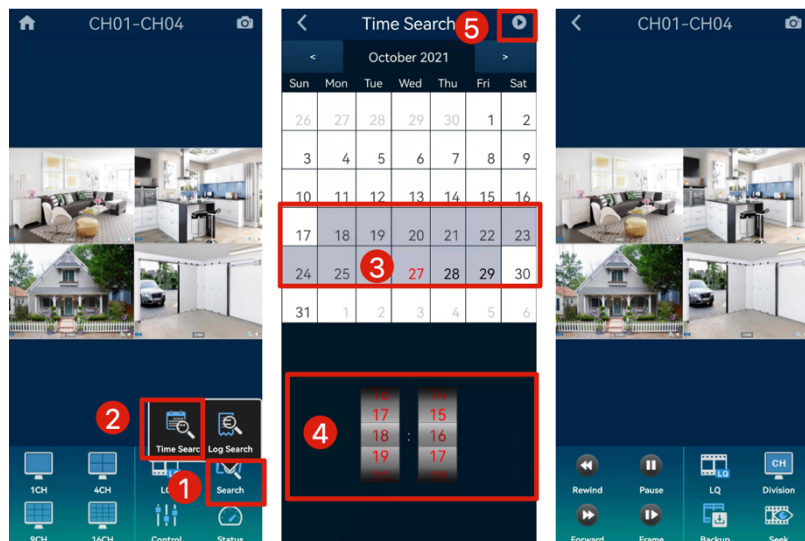 CH01-CH04
2
Time Search
Log Search
1
1CH
4CH
LQ
Search
9CH
16CH
Control
Status
Time Search
5
<
October 2021
>
Sun Mon Tue Wed Thu Fri Sat
26 27 28 29 30 1 2
3 4 5 6 7 8 9
10 11 12 13 14 15 16
17 18 19 20 21 22 23
24 25 3 27 28 29 30
31 1 2 3 4 5 6
4
17 15
18 : 16
19 17
CH01-CH04
LQ
CH
Rewind Pause LQ Division
Forward Frame Backup Seek